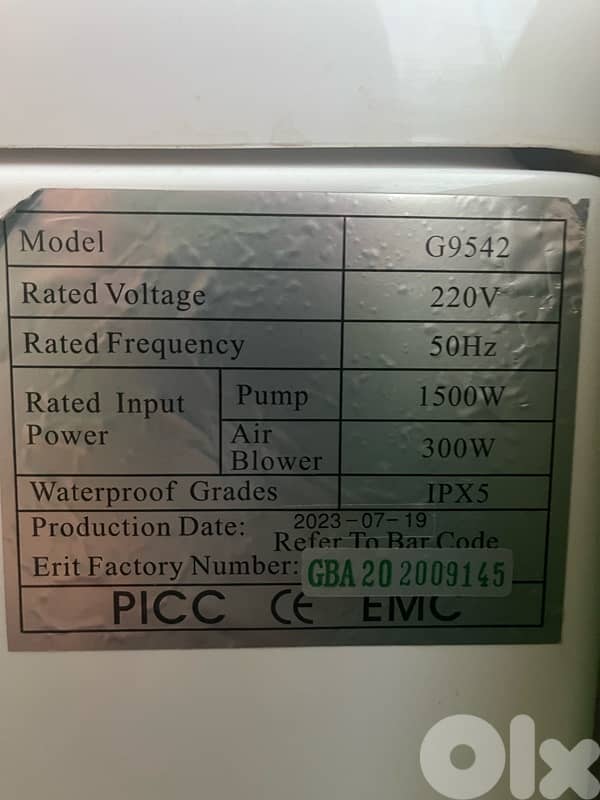 Model G9542
Rated Voltage 220V
Rated Frequency 50Hz
Rated Input Power Pump 1500W
Air Blower 300W
Waterproof Grades IPX5
Production Date: 2023-07-19
Refer To Bar Code
Erit Factory Number: GBA 20 2009145
PICC CE EMC
Olx